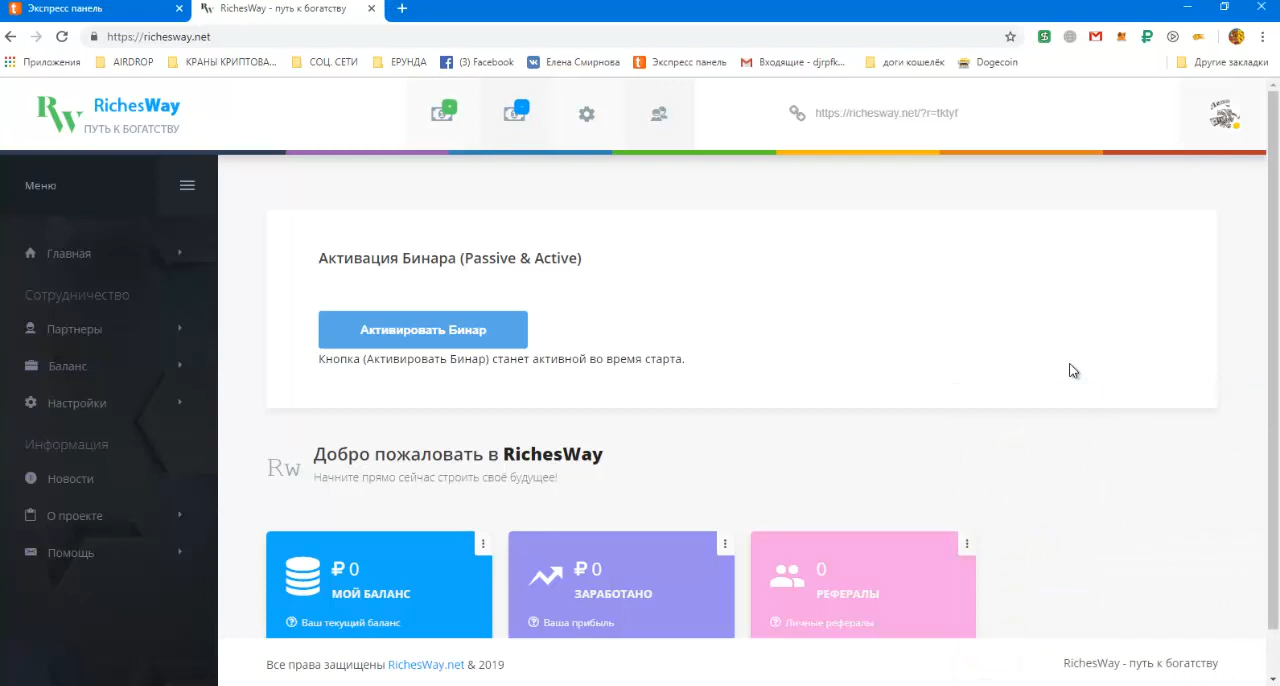 Экспресс панель
RichesWay - путь к богатству
https://richesway.net
Приложения
AIRDROP
КРАНЫ КРИПТОВА...
СОЦ. СЕТИ
ЕРУНДА
(3) Facebook
Елена Смирнова
Экспресс панель
Входящие - djrpfk...
доги кошелёк
Dogecoin
Другие закладки
RichesWay
ПУТЬ К БОГАТСТВУ
https://richesway.net/?r=tktyf
Меню
Главная
Сотрудничество
Партнеры
Баланс
Настройки
Информация
Новости
О проекте
Помощь
Активация Бинара (Passive & Active)
Активировать Бинар
Кнопка (Активировать Бинар) станет активной во время старта.
Rw
Добро пожаловать в RichesWay
Начните прямо сейчас строить своё будущее!
₽ 0
МОЙ БАЛАНС
Ваш текущий баланс
₽ 0
ЗАРАБОТАНО
Ваша прибыль
0
РЕФЕРАЛЫ
Личные рефералы
Все права защищены RichesWay.net & 2019
RichesWay - путь к богатству